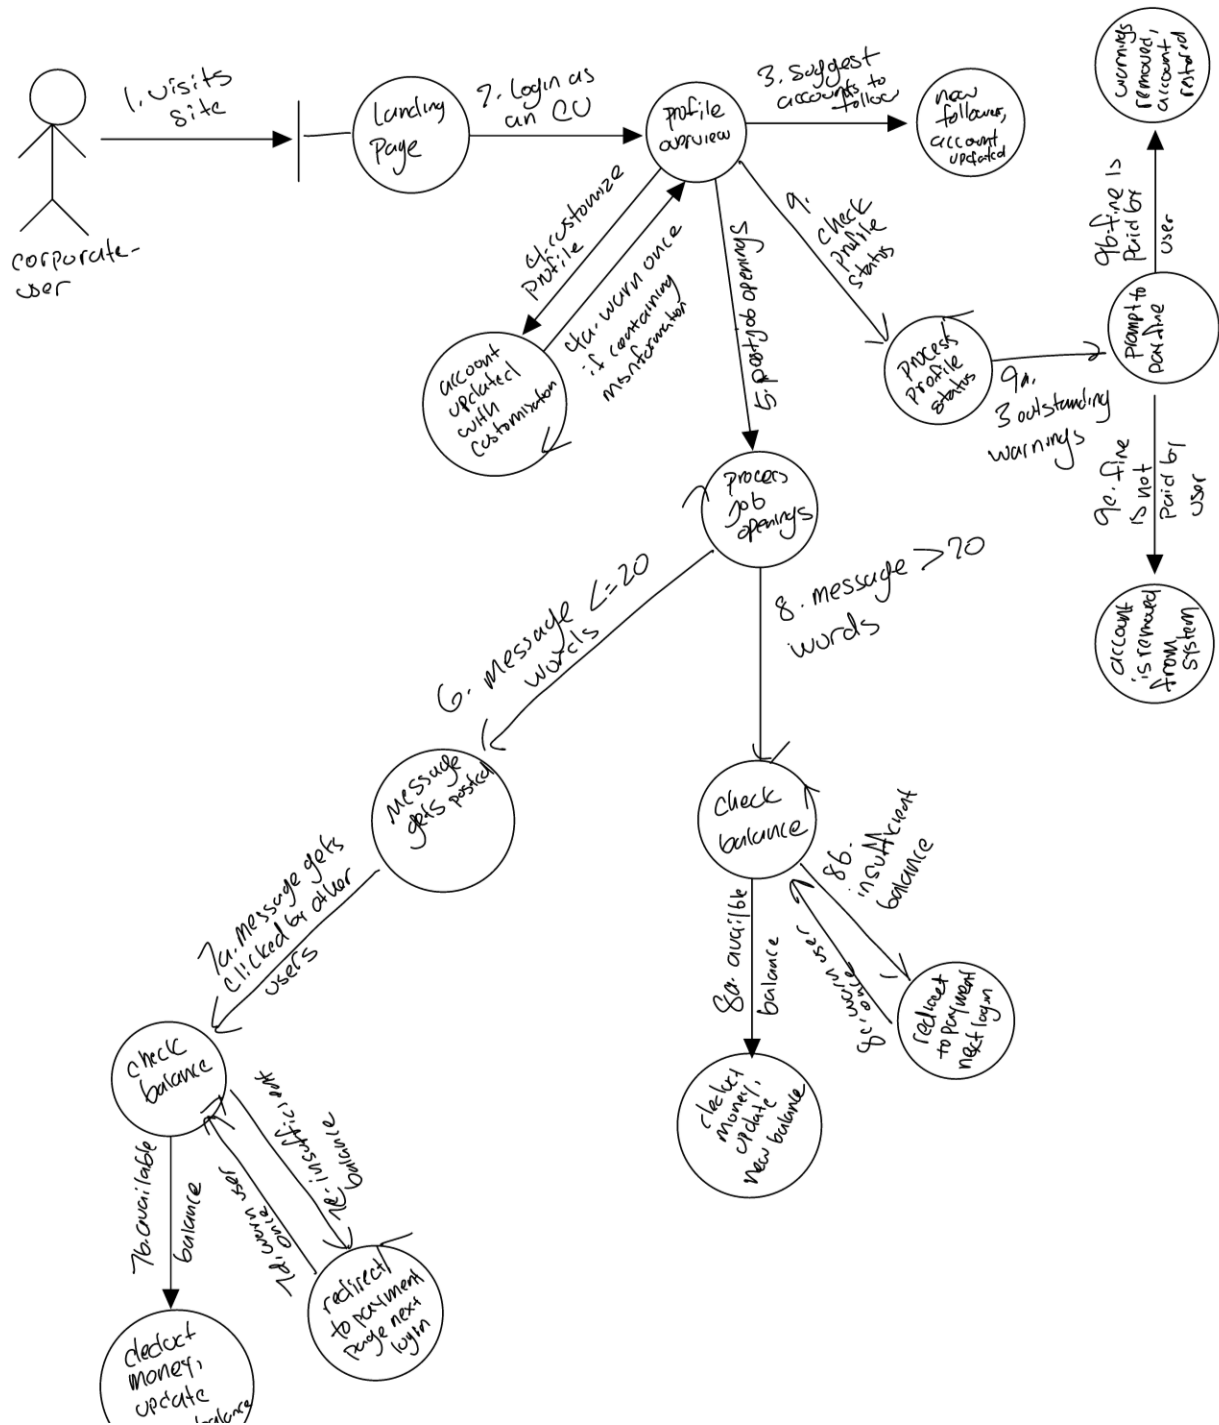 1. visits
site
corporate-
user
Landing
Page
2. Login as
an CU
profile
overview
3. suggest
accounts to
follow
new
follower,
account
updated
4. customize
profile
4a. warn once
if containing
misinformation
account
updated
with
customization
5. post job openings
9.
check
profile
status
process
profile
status
9a.
3 outstanding
warnings
prompt to
pay fine
9b. fine is
paid by
user
warnings
removed,
account
restored
9c. fine
is not
paid by
user
account
is removed
from
system
process
job
openings
6. message <=20
words
8. message >20
words
message
gets posted
check
balance
8a. availble
balance
8b.
insufficient
balance
8c. warn user
once
redirect
to payment
next login
deduct
money,
update
new balance
7a. message gets
clicked by other
users
check
balance
7b. available
balance
7c. insufficient
balance
7d. warn user
once
redirect
to payment
page next
login
deduct
money,
update
balance